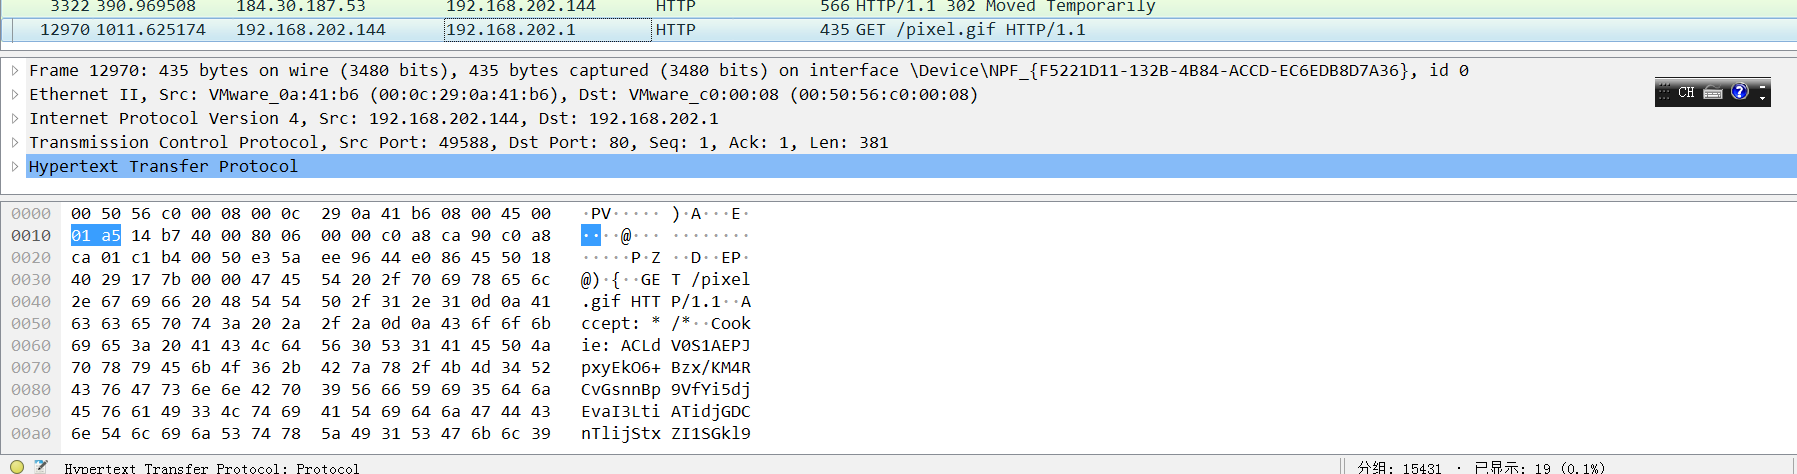 3322 390.969508 184.30.187.53 192.168.202.144 HTTP 566 HTTP/1.1 302 Moved Temporarily
12970 1011.625174 192.168.202.144 192.168.202.1 HTTP 435 GET /pixel.gif HTTP/1.1
Frame 12970: 435 bytes on wire (3480 bits), 435 bytes captured (3480 bits) on interface \Device\NPF_{F5221D11-132B-4B84-ACCD-EC6EDB8D7A36}, id 0
Ethernet II, Src: VMware_0a:41:b6 (00:0c:29:0a:41:b6), Dst: VMware_c0:00:08 (00:50:56:c0:00:08)
CH
Internet Protocol Version 4, Src: 192.168.202.144, Dst: 192.168.202.1
Transmission Control Protocol, Src Port: 49588, Dst Port: 80, Seq: 1, Ack: 1, Len: 381
Hypertext Transfer Protocol
0000 00 50 56 c0 00 08 00 0c 29 0a 41 b6 08 00 45 00 ·PV····· )·A···E·
0010 01 a5 14 b7 40 00 80 06 00 00 c0 a8 ca 90 c0 a8 ····@··· ········
0020 ca 01 c1 b4 00 50 e3 5a ee 96 44 e0 86 45 50 18 ·····P·Z ··D··EP·
0030 40 29 17 7b 00 00 47 45 54 20 2f 70 69 78 65 6c @)·{··GE T /pixel
0040 2e 67 69 66 20 48 54 54 50 2f 31 2e 31 0d 0a 41 .gif HTT P/1.1··A
0050 63 63 65 70 74 3a 20 2a 2f 2a 0d 0a 43 6f 6f 6b ccept: * /*··Cook
0060 69 65 3a 20 41 43 4c 64 56 30 53 31 41 45 50 4a ie: ACLd V0S1AEPJ
0070 70 78 79 45 6b 4f 36 2b 42 7a 78 2f 4b 4d 34 52 pxyEkO6+ Bzx/KM4R
0080 43 76 47 73 6e 6e 42 70 39 56 66 59 69 35 64 6a CvGsnnBp 9VfYi5dj
0090 45 76 61 49 33 4c 74 69 41 54 69 64 6a 47 44 43 EvaI3Lti ATidjGDC
00a0 6e 54 6c 69 6a 53 74 78 5a 49 31 53 47 6b 6c 39 nTlijStx ZI1SGkl9
Hypertext Transfer Protocol: Protocol 分组: 15431 · 已显示: 19 (0.1%)